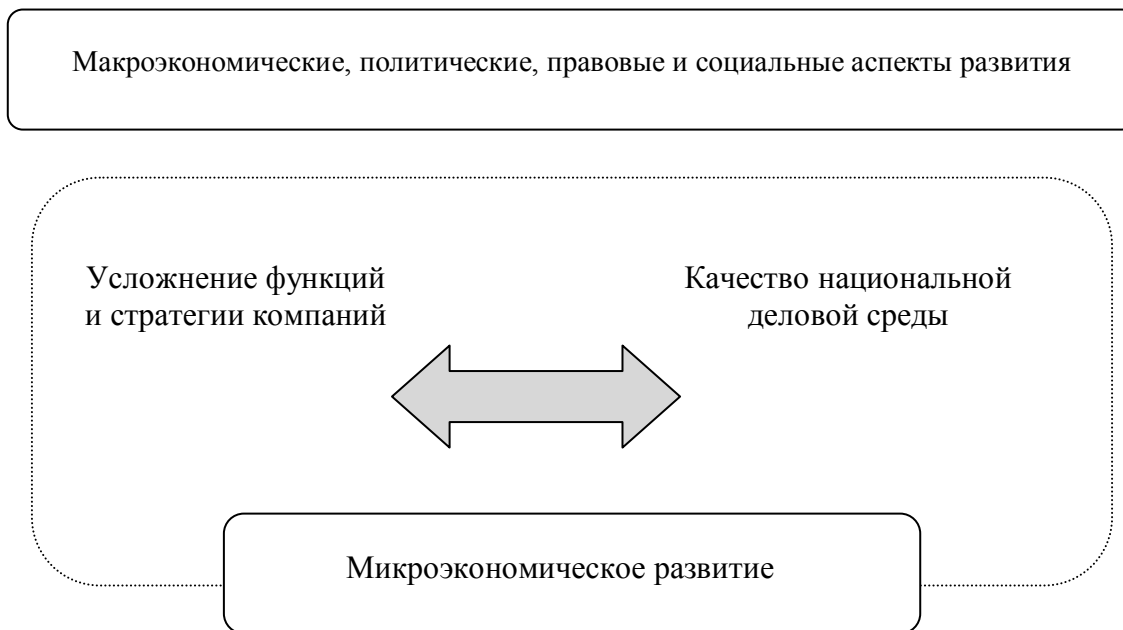 Макроэкономические, политические, правовые и социальные аспекты развития
Усложнение функций
и стратегии компаний
Качество национальной
деловой среды
Микроэкономическое развитие